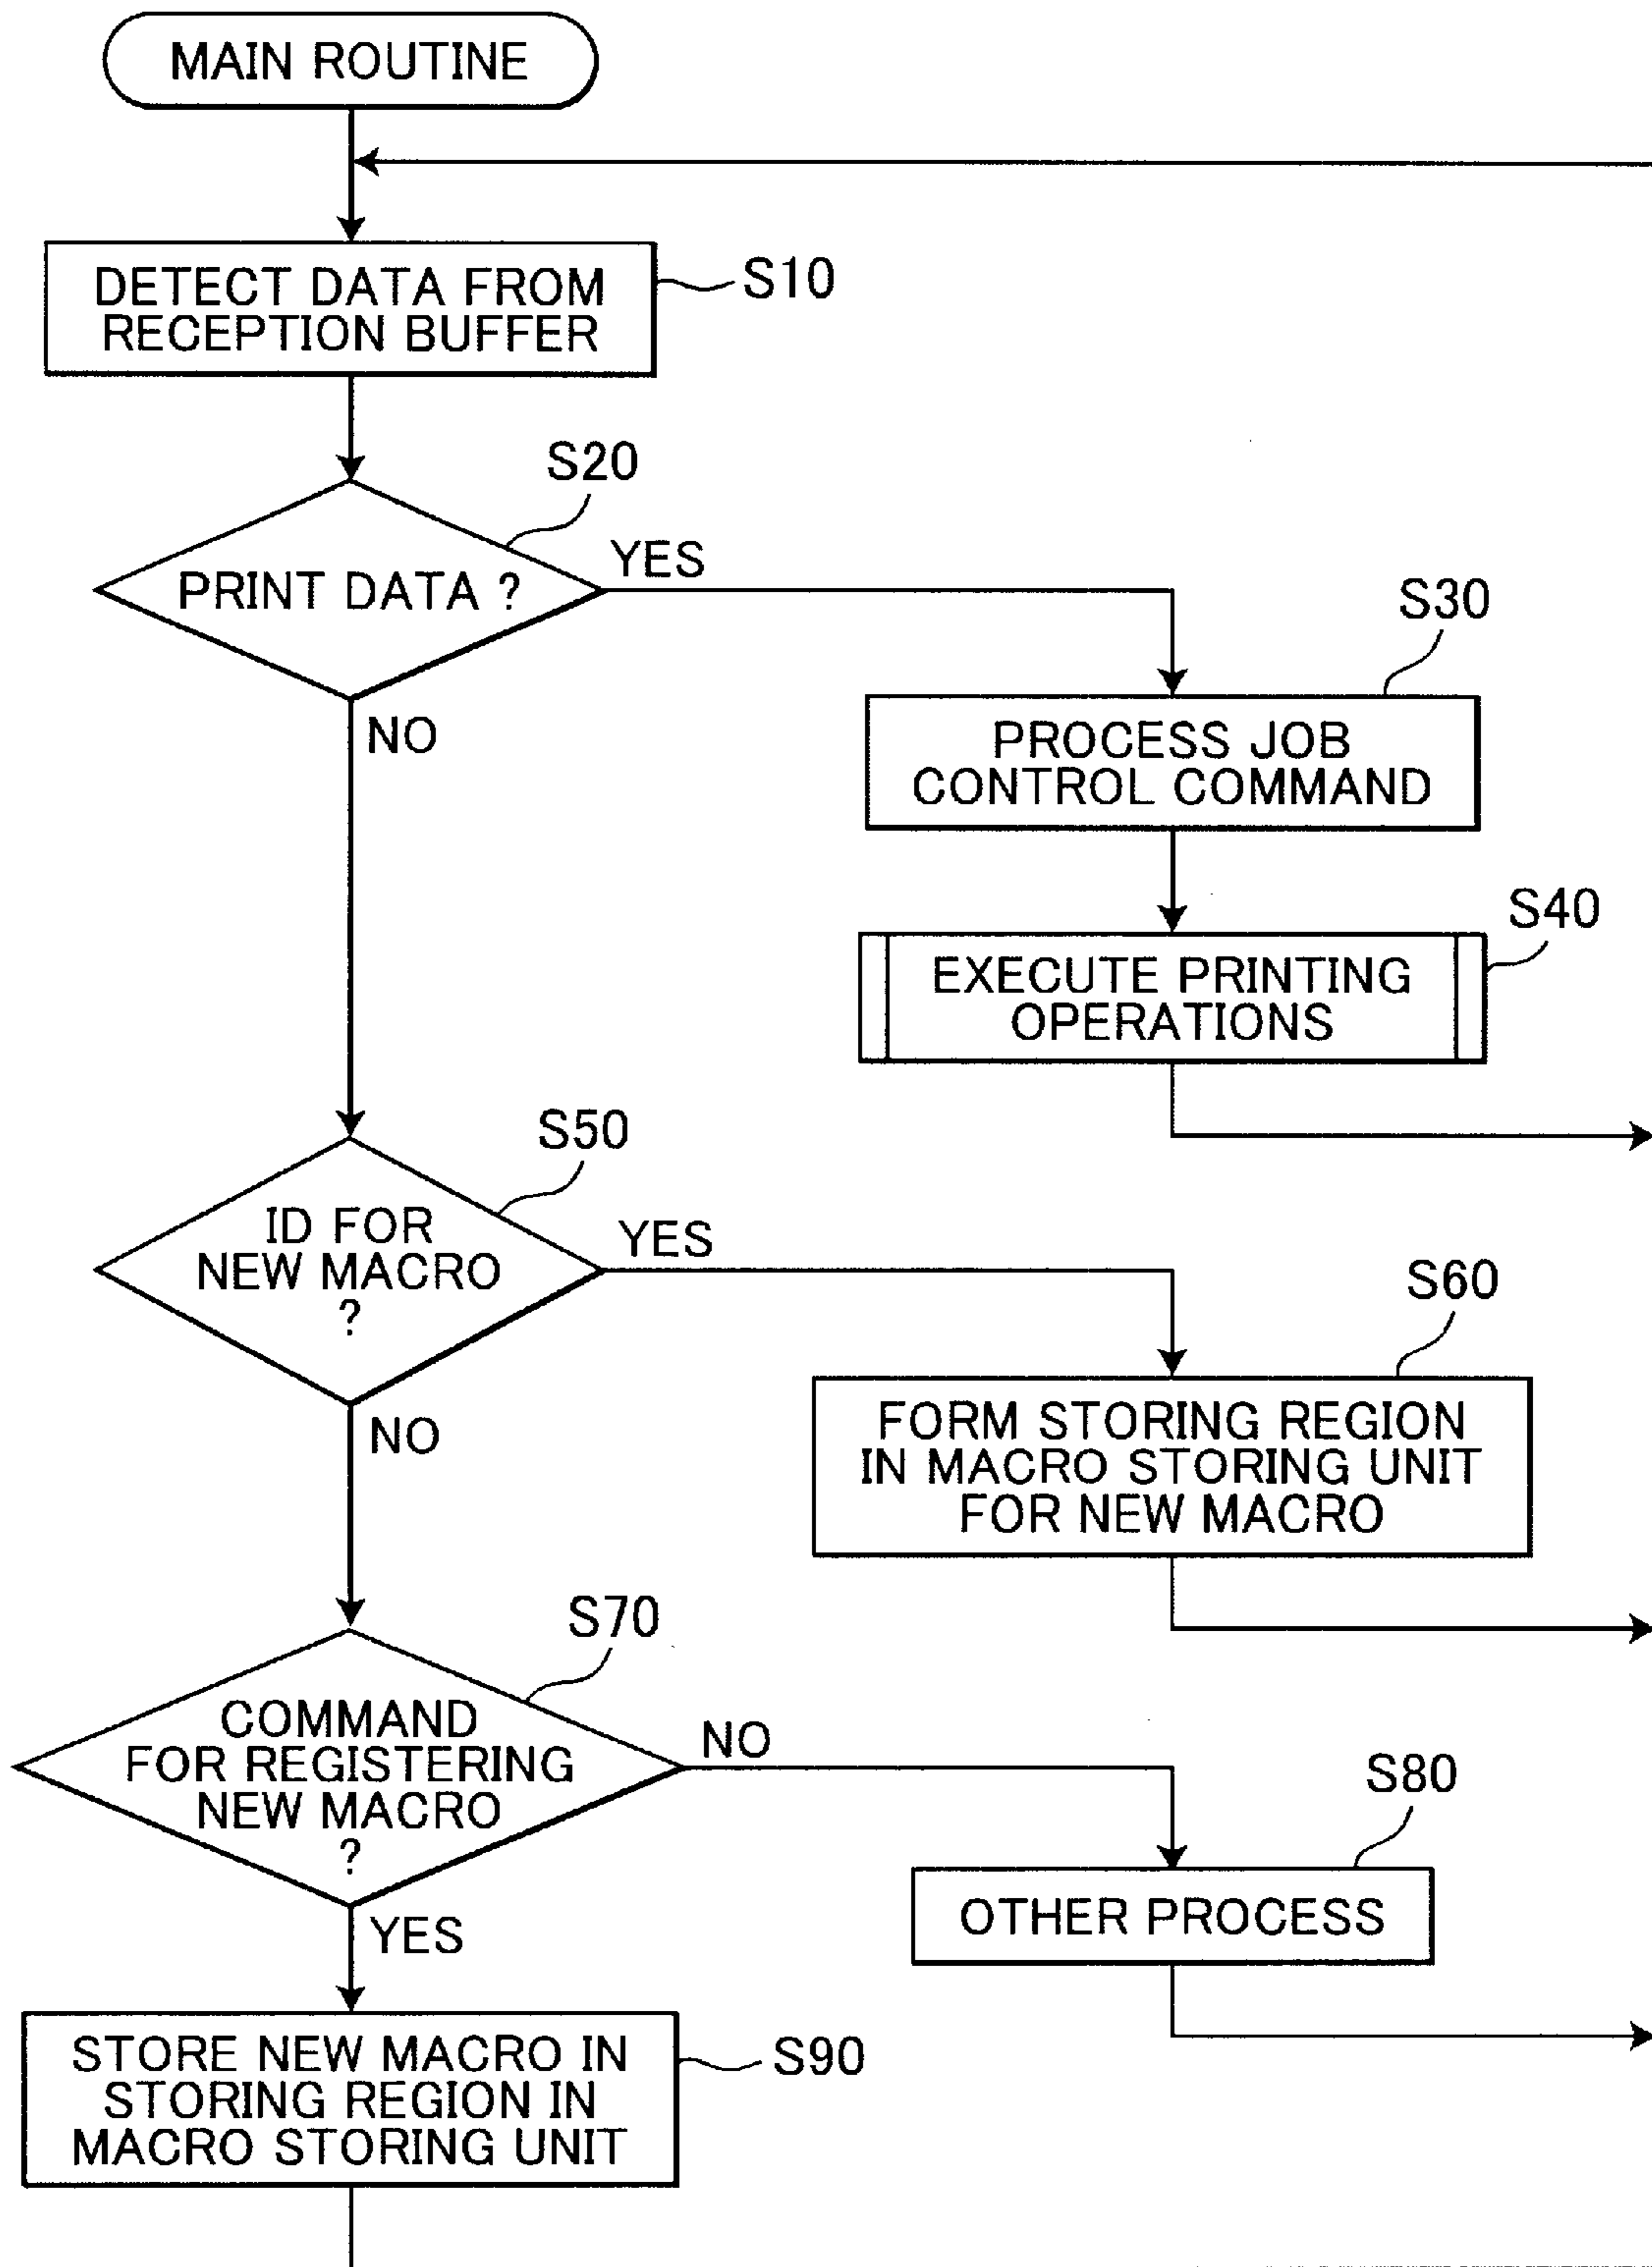 MAIN ROUTINE
DETECT DATA FROM
RECEPTION BUFFER
S10
S20
PRINT DATA ?
YES
NO
S30
PROCESS JOB
CONTROL COMMAND
S40
EXECUTE PRINTING
OPERATIONS
S50
ID FOR
NEW MACRO
?
YES
NO
S60
FORM STORING REGION
IN MACRO STORING UNIT
FOR NEW MACRO
S70
COMMAND
FOR REGISTERING
NEW MACRO
?
NO
YES
S80
OTHER PROCESS
STORE NEW MACRO IN
STORING REGION IN
MACRO STORING UNIT
S90